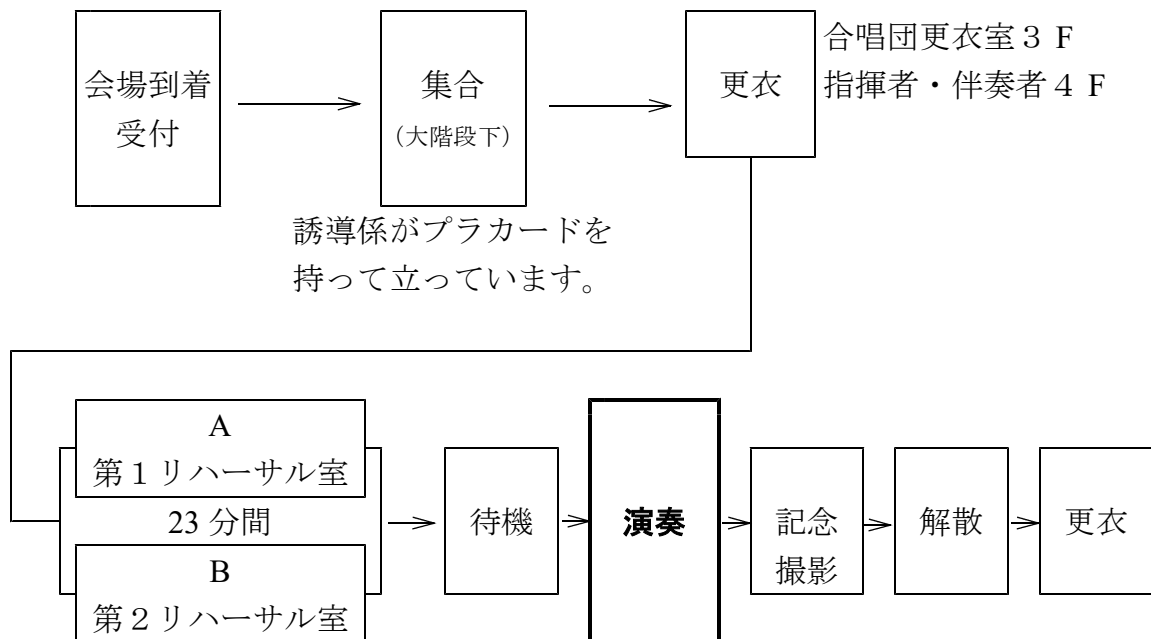 会場到着
受付
集合
(大階段下)
更衣
合唱団更衣室３Ｆ
指揮者・伴奏者４Ｆ
誘導係がプラカードを
持って立っています。
A
第１リハーサル室
23 分間
B
第２リハーサル室
待機
演奏
記念
撮影
解散
更衣